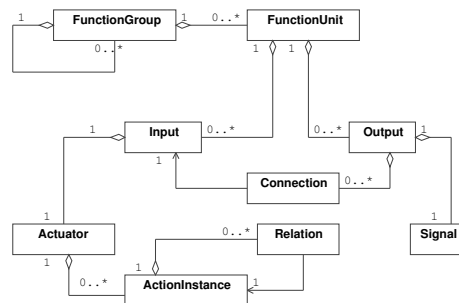 1 FunctionGroup 1 0..* FunctionUnit
0..* 1 1
1 Input 0..* 0..* Output 1
1
Connection 0..*
1 1
Actuator 0..* Relation Signal
1 1
0..* 1 ActionInstance